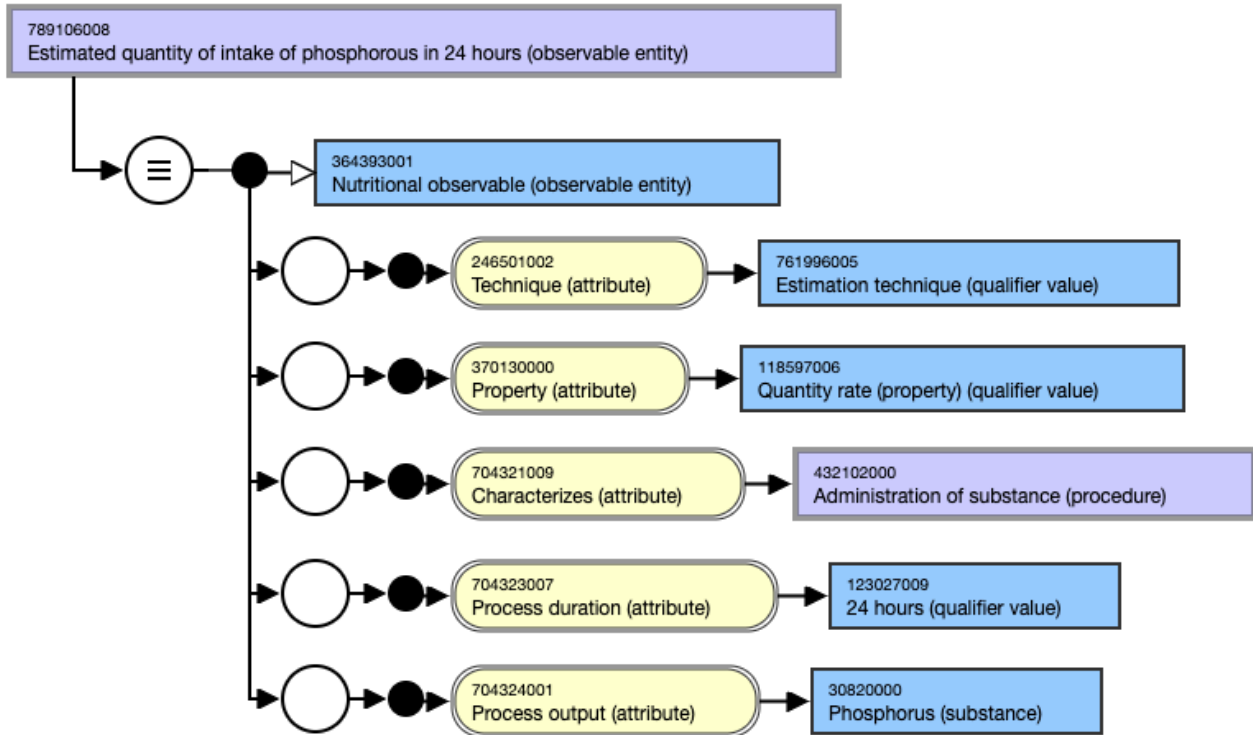 789106008
Estimated quantity of intake of phosphorous in 24 hours (observable entity)
364393001
Nutritional observable (observable entity)
246501002
Technique (attribute)
761996005
Estimation technique (qualifier value)
370130000
Property (attribute)
118597006
Quantity rate (property) (qualifier value)
704321009
Characterizes (attribute)
432102000
Administration of substance (procedure)
704323007
Process duration (attribute)
123027009
24 hours (qualifier value)
704324001
Process output (attribute)
30820000
Phosphorus (substance)